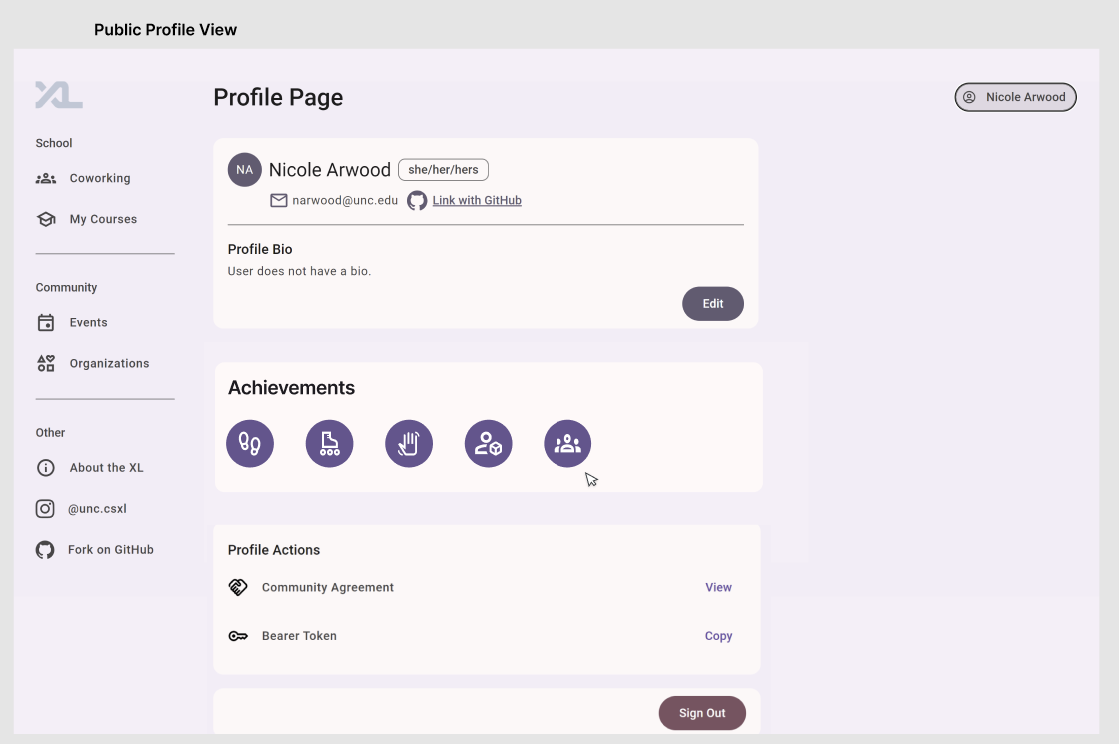 Public Profile View
XL
Profile Page
Nicole Arwood
School
Coworking
My Courses
Community
Events
Organizations
Other
About the XL
@unc.csxl
Fork on GitHub
NA
Nicole Arwood
she/her/hers
narwood@unc.edu
Link with GitHub
Profile Bio
User does not have a bio.
Edit
Achievements
Profile Actions
Community Agreement
View
Bearer Token
Copy
Sign Out